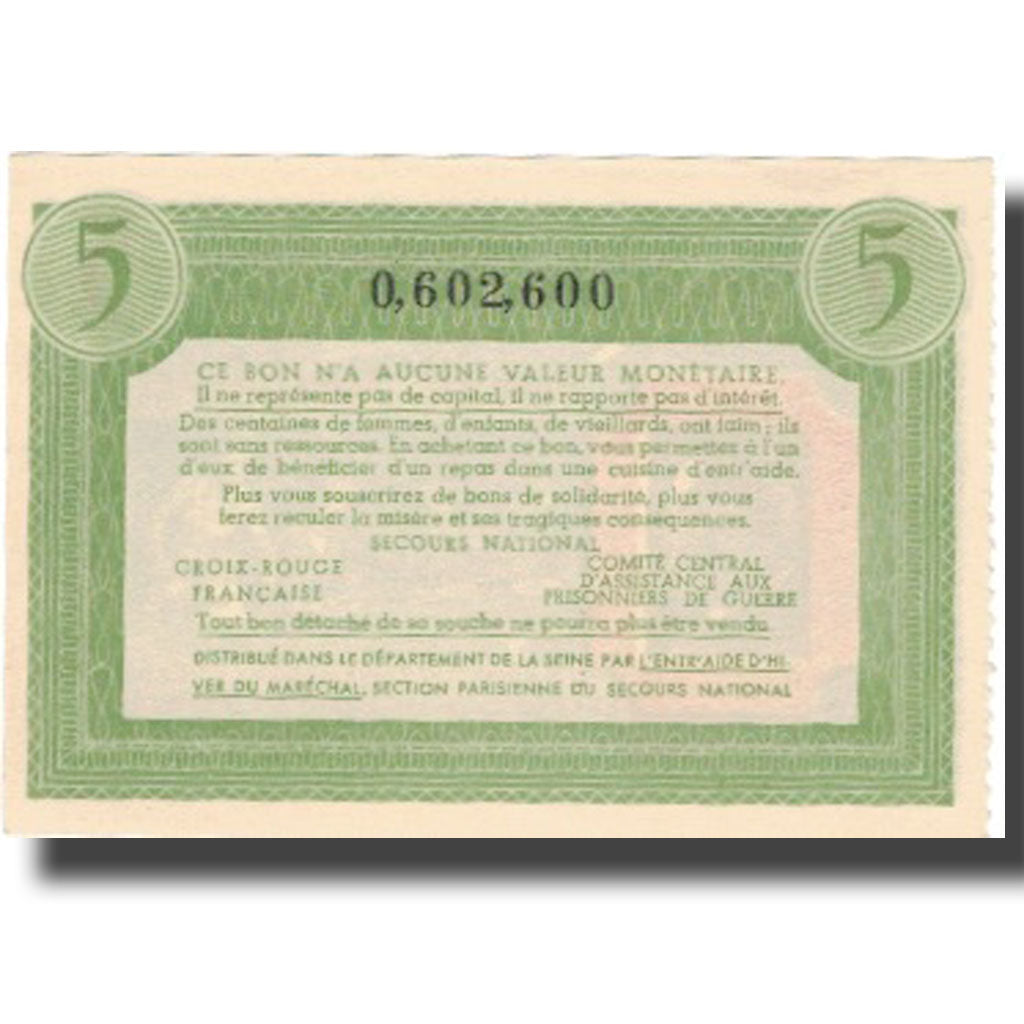 5 5
0,602,600
CE BON N'A AUCUNE VALEUR MONÉTAIRE.
Il ne représente pas de capital, il ne rapporte pas d'intérêt.
Des centaines de femmes, d'enfants, de vieillards, ont faim ; ils
sont sans ressources. En achetant ce bon, vous permettez à l'un
d'eux de bénéficier d'un repas dans une cuisine d'entr'aide.
Plus vous souscrirez de bons de solidarité, plus vous
ferez reculer la misère et ses tragiques conséquences.
SECOURS NATIONAL
CROIX-ROUGE
FRANÇAISE
COMITÉ CENTRAL
D'ASSISTANCE AUX
PRISONNIERS DE GUERRE
Tout bon détaché de sa souche ne pourra plus être vendu
DISTRIBUÉ DANS LE DÉPARTEMENT DE LA SEINE PAR L'ENTR'AIDE D'HI-
VER DU MARÉCHAL, SECTION PARISIENNE DU SECOURS NATIONAL